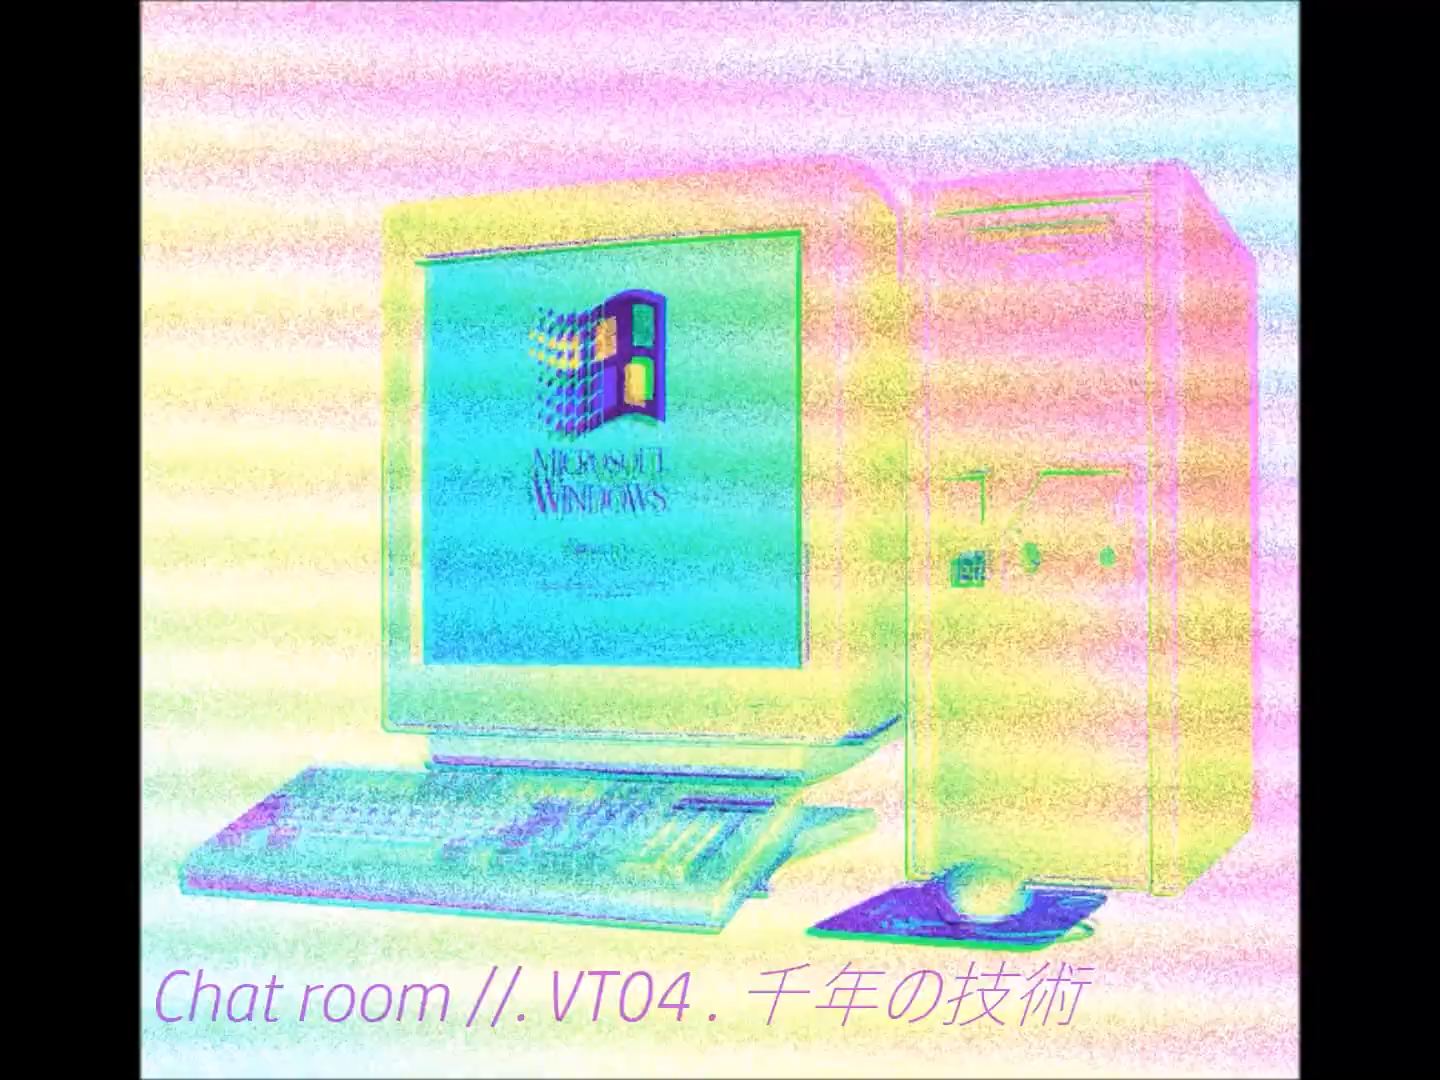 MICROSOFT
WINDOWS
Chat room //. VT04 . 千年の技術